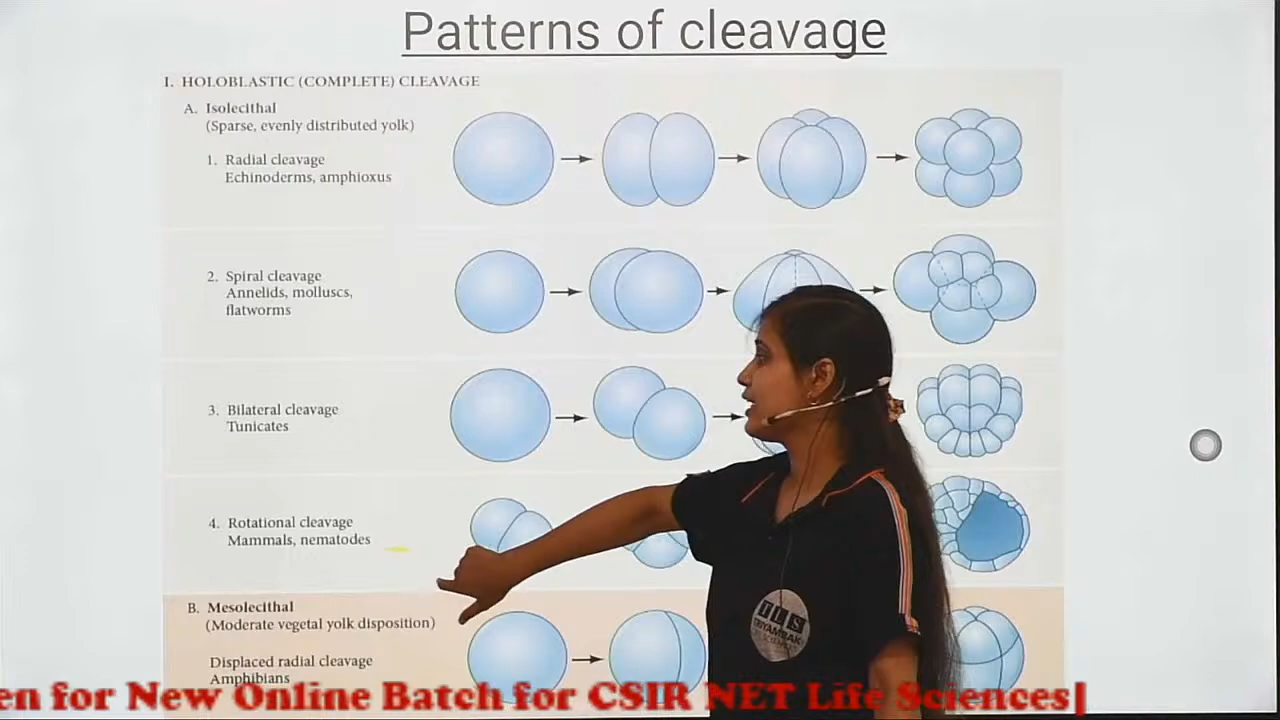 Patterns of cleavage
I. HOLOBLASTIC (COMPLETE) CLEAVAGE
A. Isolecithal
(Sparse, evenly distributed yolk)
1. Radial cleavage
Echinoderms, amphioxus
2. Spiral cleavage
Annelids, molluscs,
flatworms
3. Bilateral cleavage
Tunicates
4. Rotational cleavage
Mammals, nematodes
B. Mesolecithal
(Moderate vegetal yolk disposition)
Displaced radial cleavage
Amphibians
TLS
en for New Online Batch for CSIR NET Life Sciences|